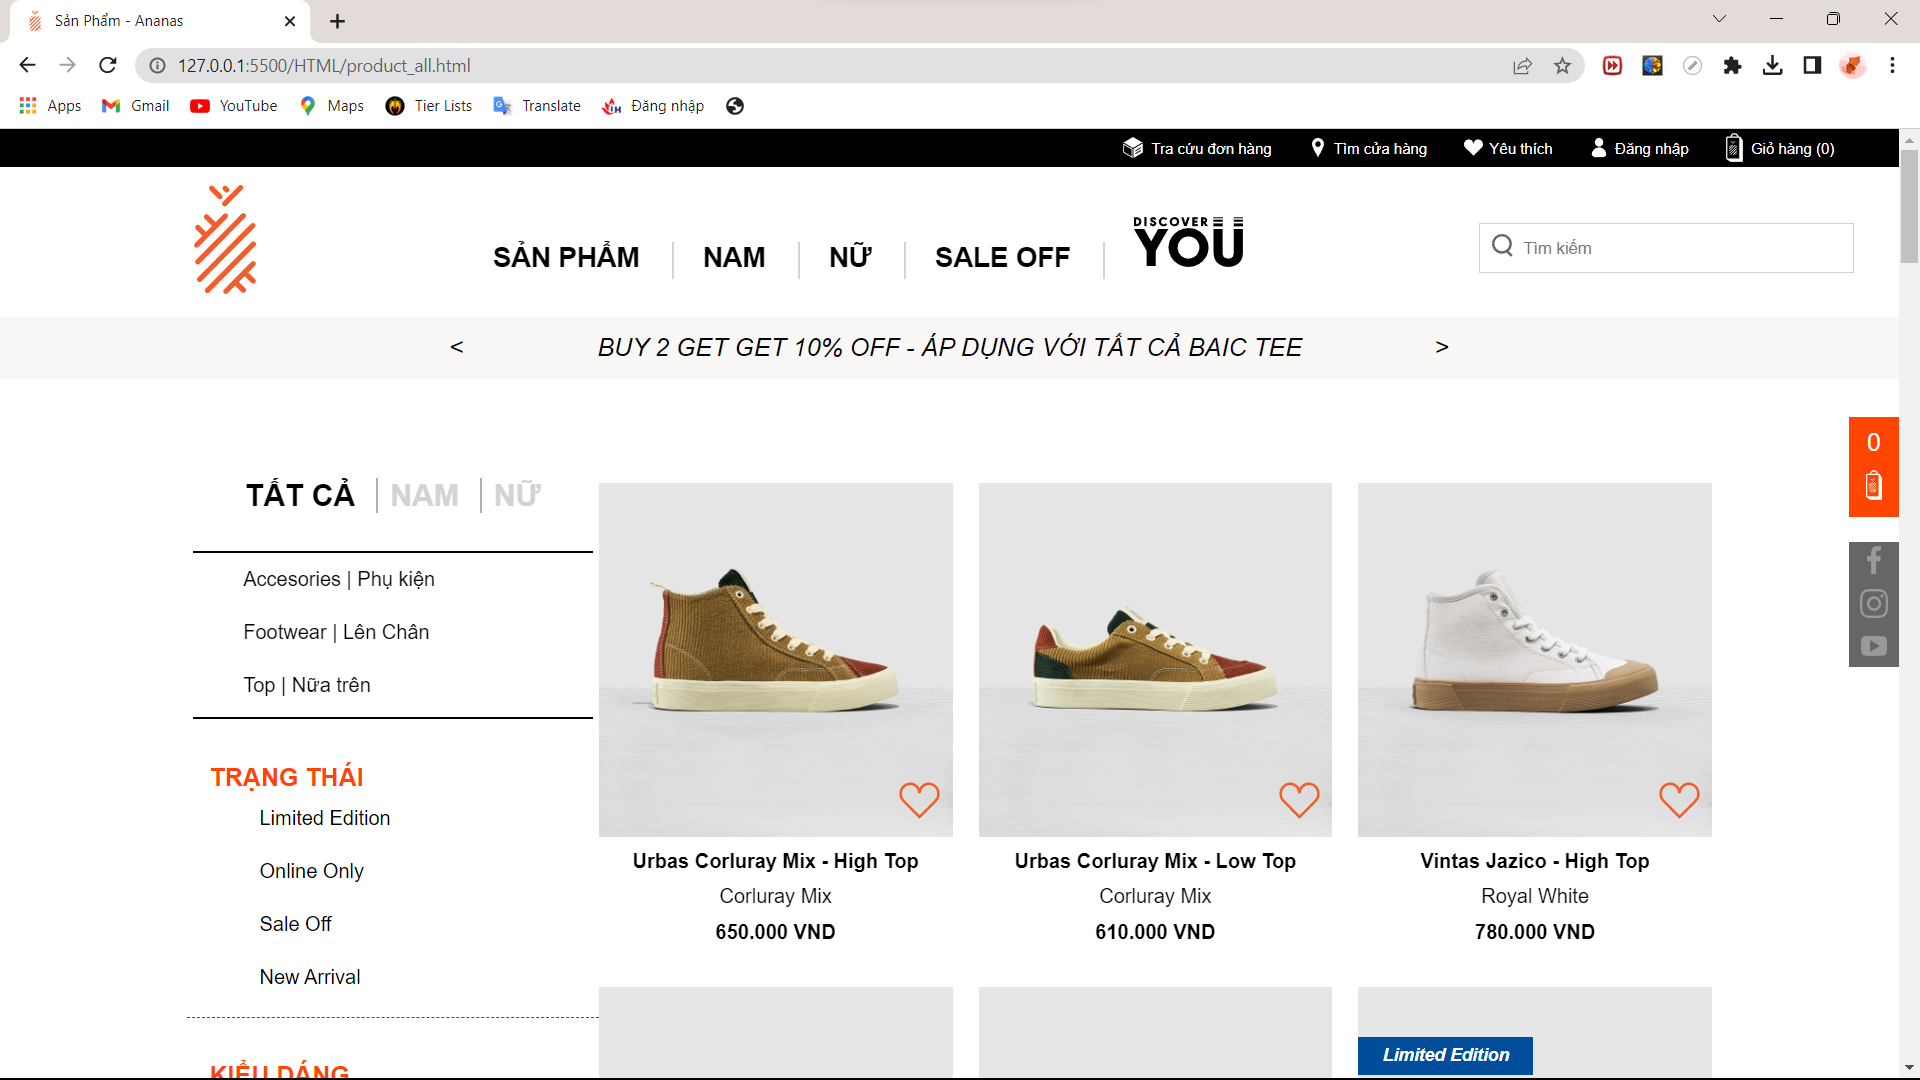 Sản Phẩm - Ananas
127.0.0.1:5500/HTML/product_all.html
Apps Gmail YouTube Maps Tier Lists Translate Đăng nhập
Tra cứu đơn hàng Tìm cửa hàng Yêu thích Đăng nhập Giỏ hàng (0)
SẢN PHẨM NAM NỮ SALE OFF DISCOVER YOU
Tìm kiếm
< BUY 2 GET GET 10% OFF - ÁP DỤNG VỚI TẤT CẢ BAIC TEE >
0
TẤT CẢ NAM NỮ
Accesories | Phụ kiện
Footwear | Lên Chân
Top | Nữa trên
TRẠNG THÁI
Limited Edition
Online Only
Sale Off
New Arrival
KIỂU DÁNG
Urbas Corluray Mix - High Top
Corluray Mix
650.000 VND
Urbas Corluray Mix - Low Top
Corluray Mix
610.000 VND
Vintas Jazico - High Top
Royal White
780.000 VND
Limited Edition